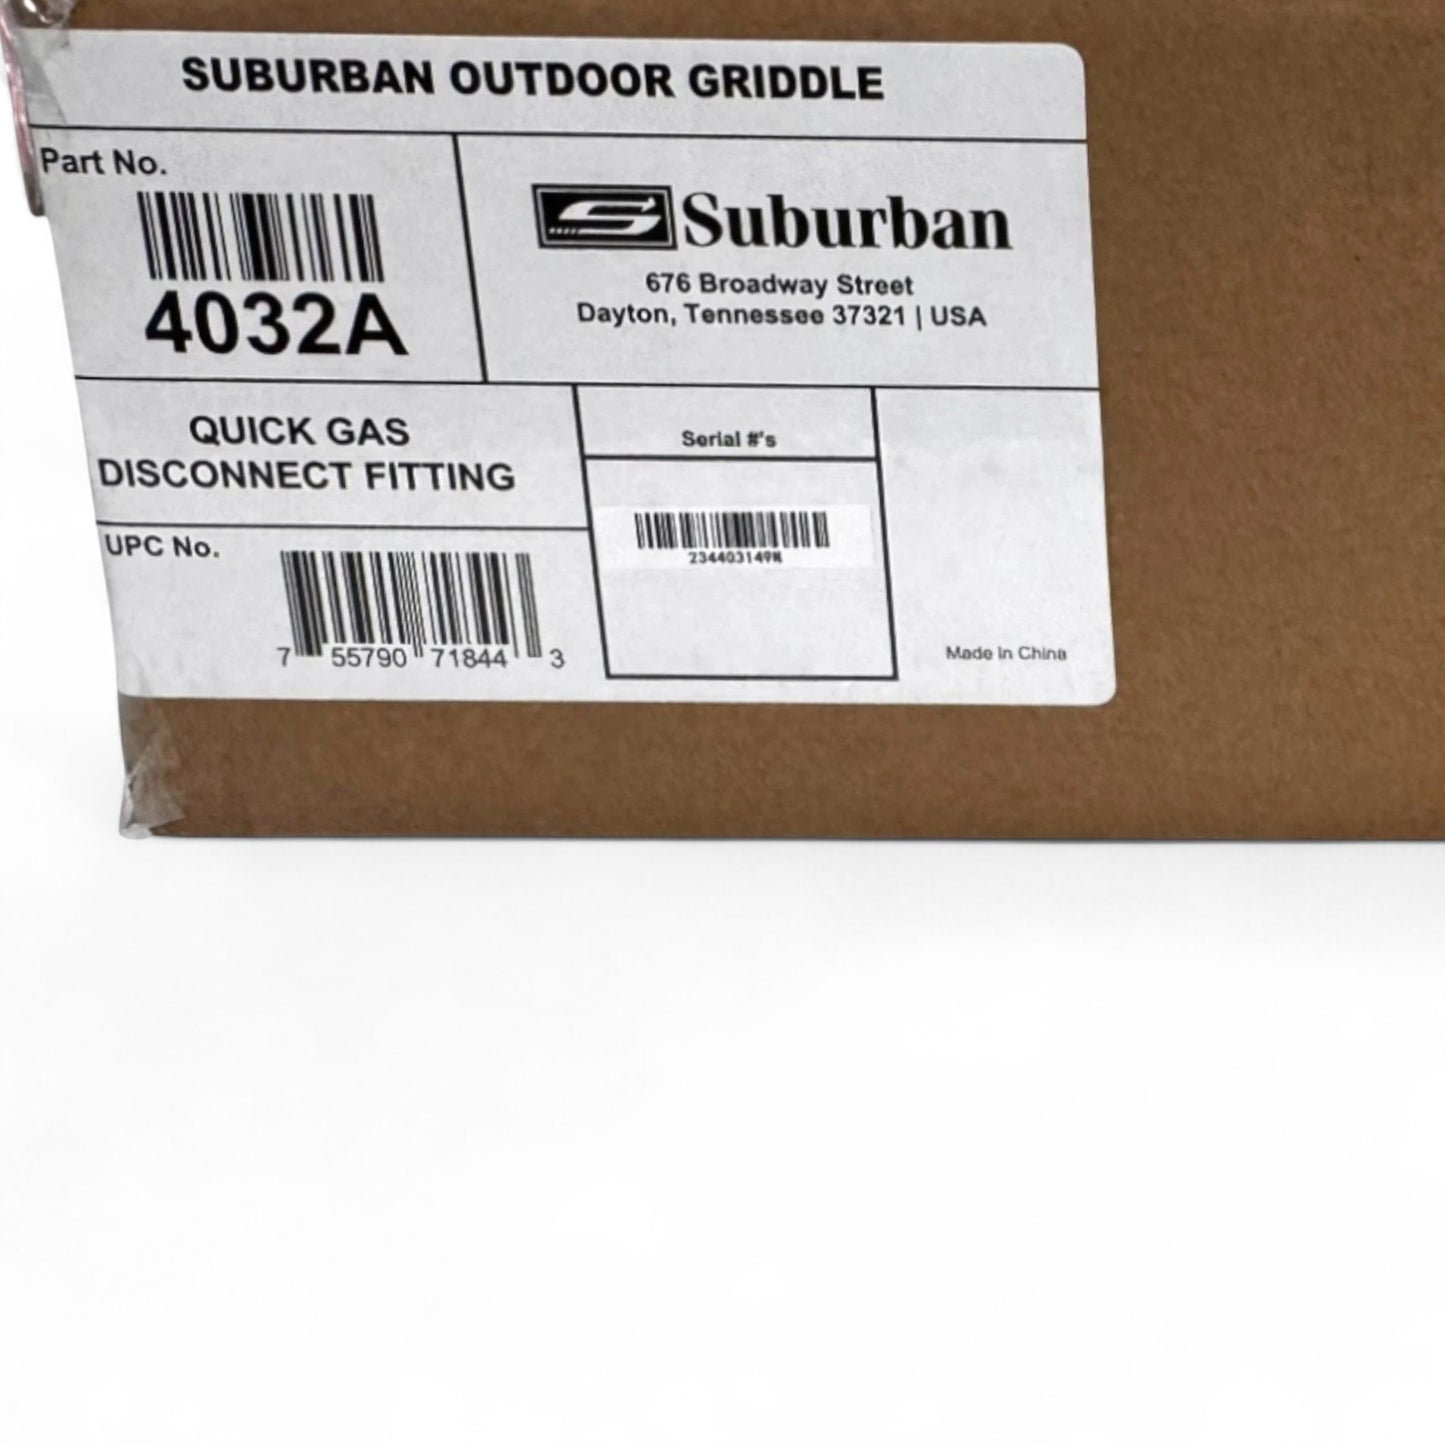 SUBURBAN OUTDOOR GRIDDLE
Part No.
4032A
Suburban
676 Broadway Street
Dayton, Tennessee 37321 | USA
QUICK GAS
DISCONNECT FITTING
Serial #'s
234403149N
UPC No.
7 55790 71844 3
Made In China